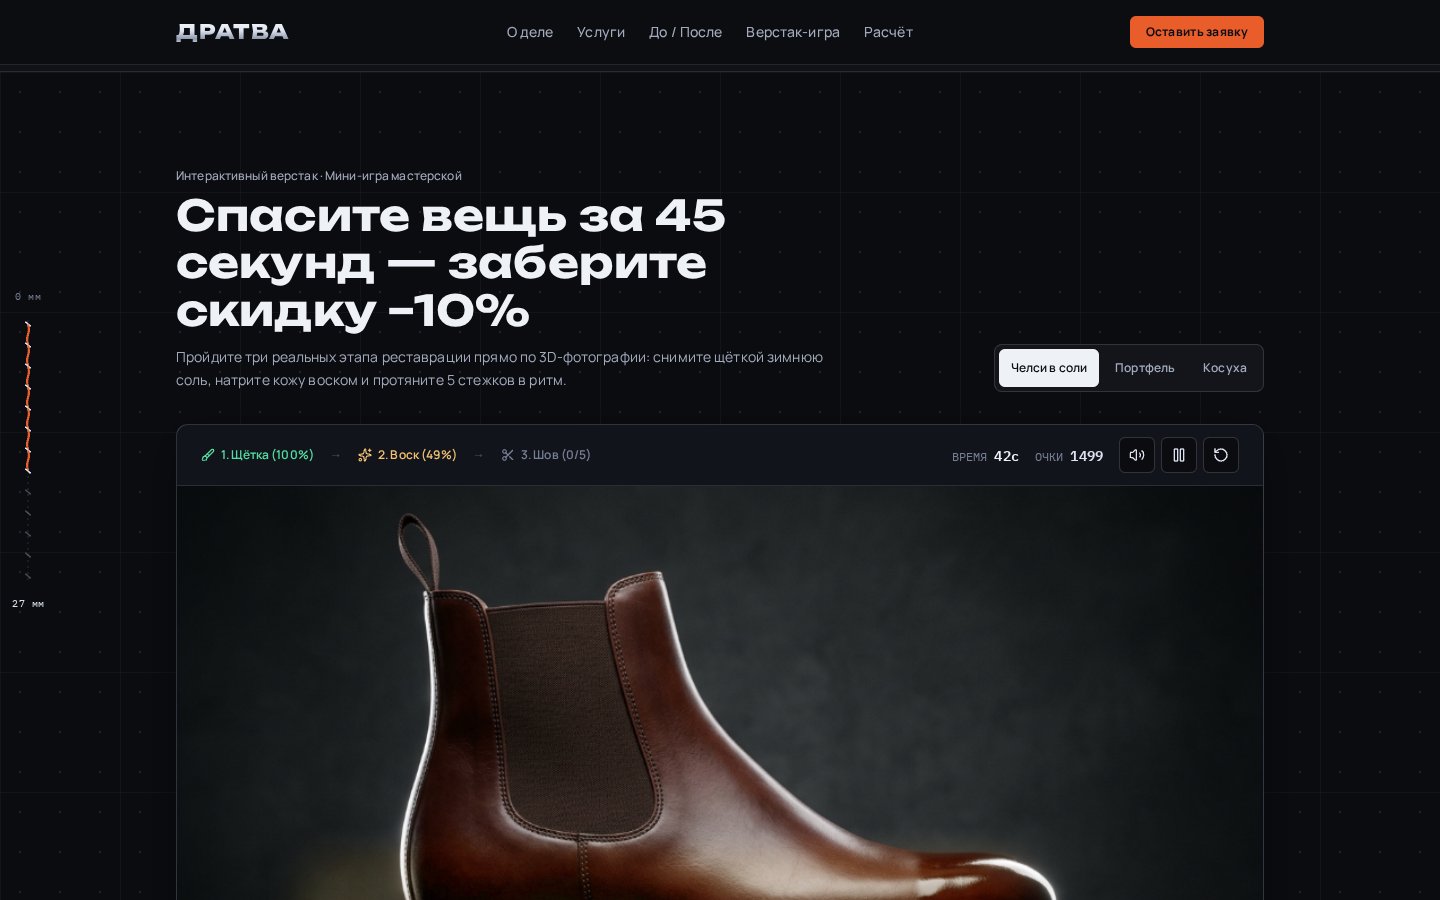 ДРАТВА
О деле Услуги До / После Верстак-игра Расчёт
Оставить заявку
Интерактивный верстак · Мини-игра мастерской
Спасите вещь за 45
секунд — заберите
скидку −10%
Пройдите три реальных этапа реставрации прямо по 3D-фотографии: снимите щёткой зимнюю
соль, натрите кожу воском и протяните 5 стежков в ритм.
Челси в соли Портфель Косуха
0 мм
27 мм
1. Щётка (100%) → 2. Воск (49%) → 3. Шов (0/5)
ВРЕМЯ 42с ОЧКИ 1499